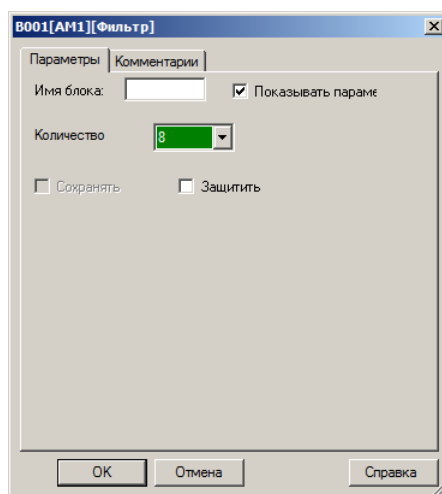 B001[AM1][Фильтр]
Параметры Комментарии
Имя блока: Показывать параме
Количество 8
Сохранять Защитить
OK Отмена Справка